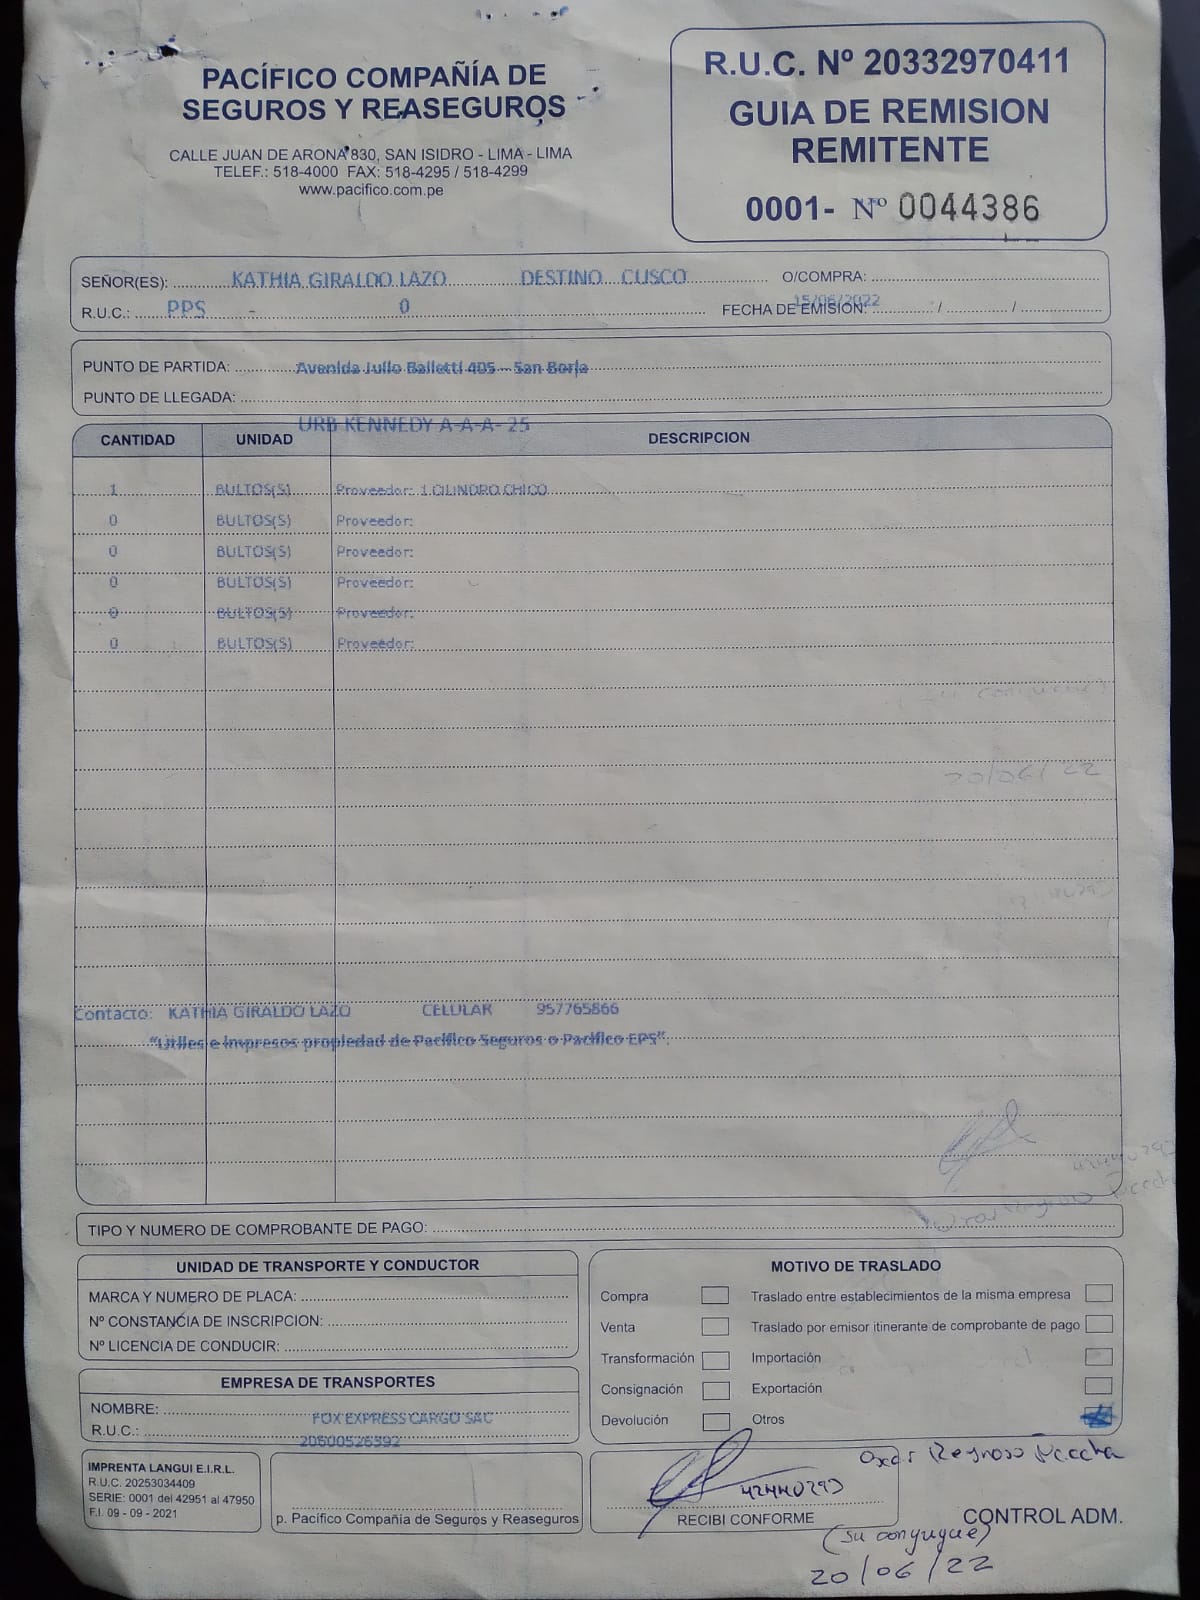 PACÍFICO COMPAÑÍA DE
SEGUROS Y REASEGUROS
CALLE JUAN DE ARONA 830, SAN ISIDRO - LIMA - LIMA
TELEF.: 518-4000 FAX: 518-4295 / 518-4299
www.pacifico.com.pe
R.U.C. Nº 20332970411
GUIA DE REMISION
REMITENTE
0001- Nº 0044386
SEÑOR(ES): KATHIA GIRALDO LAZO DESTINO CUSCO O/COMPRA:
R.U.C.: PPS - 0 FECHA DE EMISIÓN: 15/06/2022 / /
PUNTO DE PARTIDA: Avenida Julio Balletti 405 - San Borja
PUNTO DE LLEGADA:
URB KENNEDY A-A-A- 25
CANTIDAD UNIDAD DESCRIPCION
1 BULTOS(S) Proveedor: 1 CILINDRO CHICO
0 BULTOS(S) Proveedor:
0 BULTOS(S) Proveedor:
0 BULTOS(S) Proveedor:
0 BULTOS(S) Proveedor:
0 BULTOS(S) Proveedor:
su conyugue)
20/06/22
Contacto: KATHIA GIRALDO LAZO CELULAR 957765866
"Utiles e Impresos propiedad de Pacifico Seguros o Pacifico EPS".
TIPO Y NUMERO DE COMPROBANTE DE PAGO:
UNIDAD DE TRANSPORTE Y CONDUCTOR
MARCA Y NUMERO DE PLACA:
Nº CONSTANCIA DE INSCRIPCION:
Nº LICENCIA DE CONDUCIR:
EMPRESA DE TRANSPORTES
NOMBRE: FOX EXPRESS CARGO SAC
R.U.C.: 20600526392
MOTIVO DE TRASLADO
Compra Traslado entre establecimientos de la misma empresa
Venta Traslado por emisor itinerante de comprobante de pago
Transformación Importación
Consignación Exportación
Devolución Otros
IMPRENTA LANGUI E.I.R.L.
R.U.C. 20253034409
SERIE: 0001 del 42951 al 47950
F.I. 09 - 09 - 2021
p. Pacífico Compañía de Seguros y Reaseguros
42440293
RECIBI CONFORME
CONTROL ADM.
(su conyugue)
20/06/22